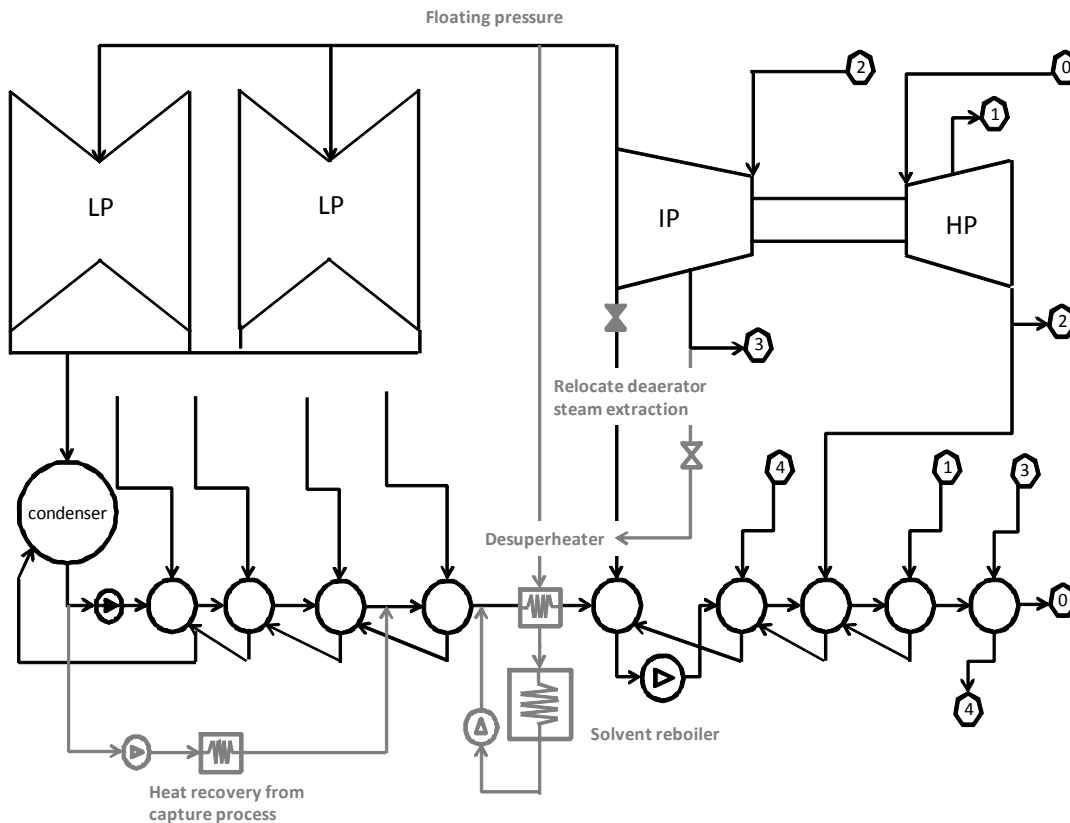 Floating pressure
2
0
1
LP
LP
IP
HP
3
2
Relocate deaerator
steam extraction
4
1
3
condenser
Desuperheater
0
4
Solvent reboiler
Heat recovery from
capture process